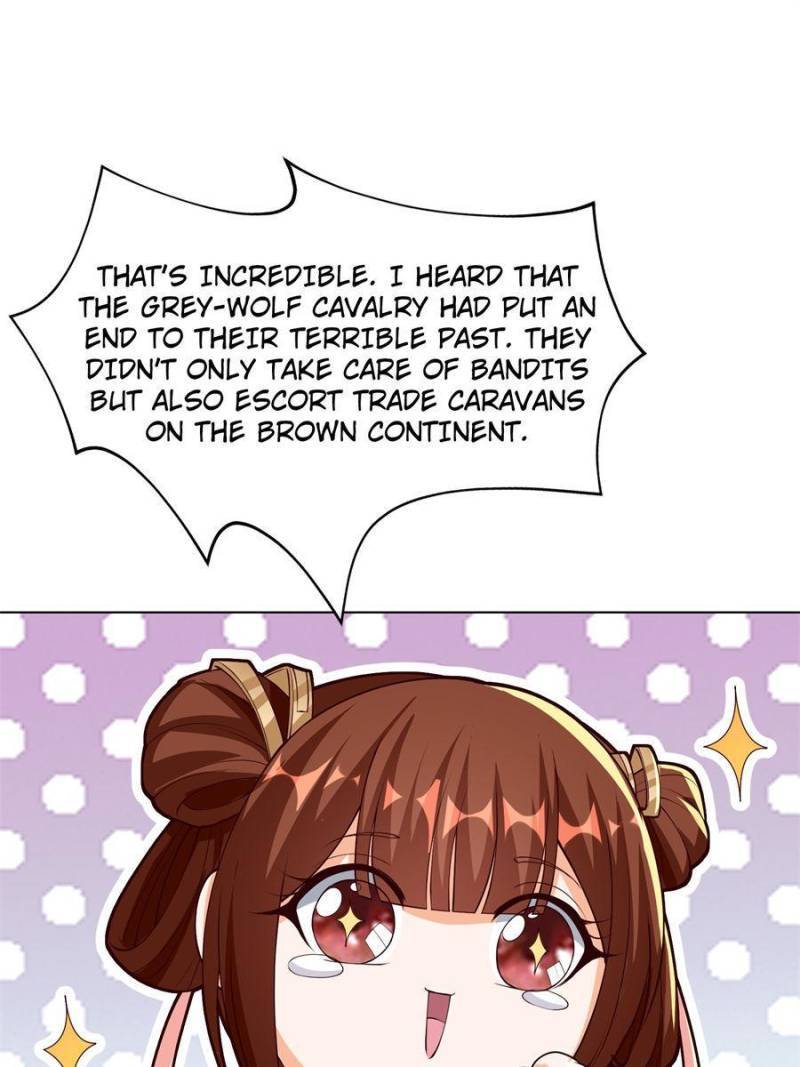 THAT'S INCREDIBLE. I HEARD THAT
THE GREY-WOLF CAVALRY HAD PUT AN
END TO THEIR TERRIBLE PAST. THEY
DIDN'T ONLY TAKE CARE OF BANDITS
BUT ALSO ESCORT TRADE CARAVANS
ON THE BROWN CONTINENT.